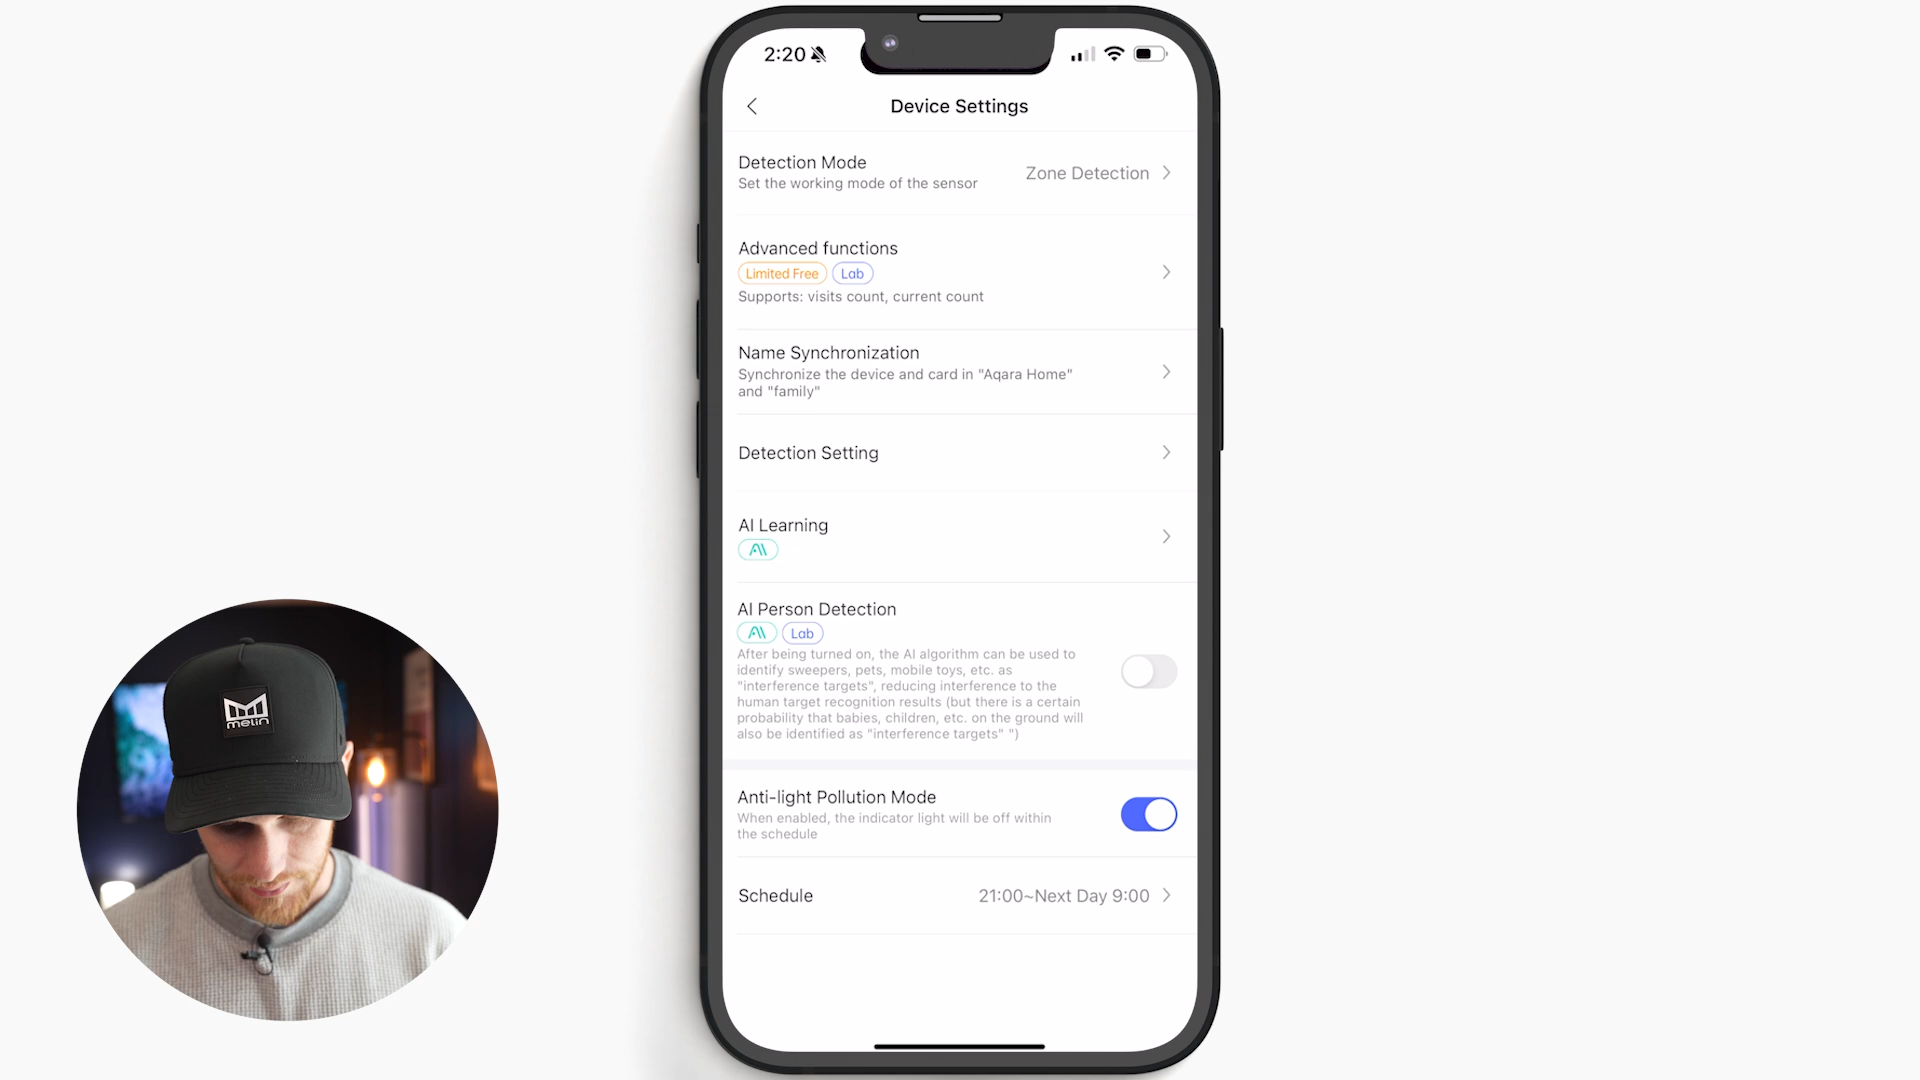 2:20
Device Settings
Detection Mode
Set the working mode of the sensor
Zone Detection
Advanced functions
Limited Free Lab
Supports: visits count, current count
Name Synchronization
Synchronize the device and card in "Aqara Home"
and "family"
Detection Setting
AI Learning
AI
AI Person Detection
AI Lab
After being turned on, the AI algorithm can be used to
identify sweepers, pets, mobile toys, etc. as
"interference targets", reducing interference to the
human target recognition results (but there is a certain
probability that babies, children, etc. on the ground will
also be identified as "interference targets" ")
Anti-light Pollution Mode
When enabled, the indicator light will be off within
the schedule
Schedule
21:00~Next Day 9:00
melin